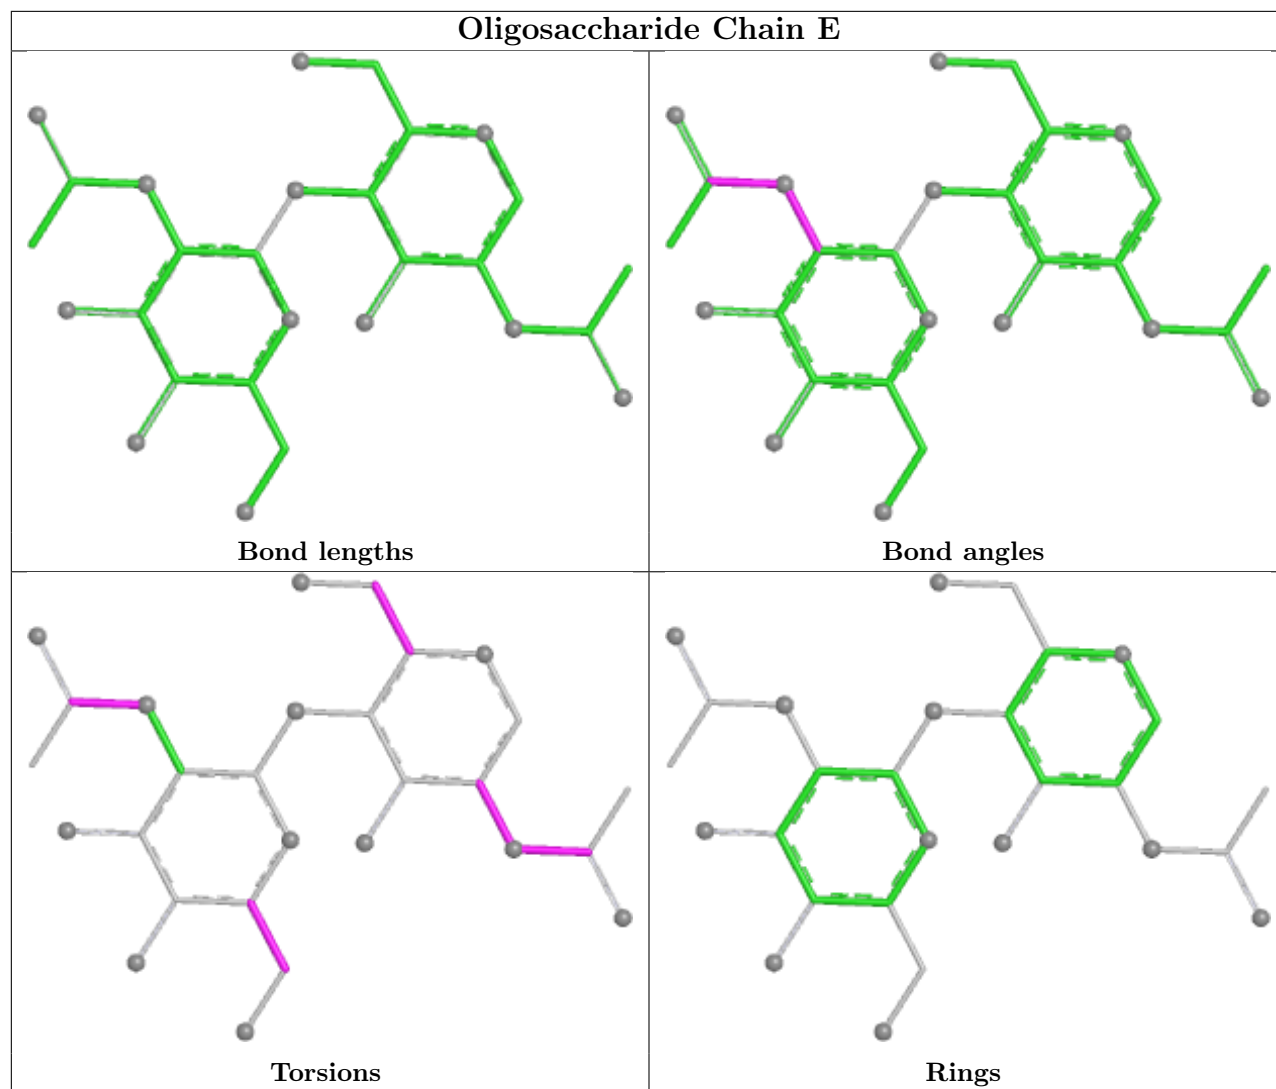 Oligosaccharide Chain E
Bond lengths
Bond angles
Torsions
Rings